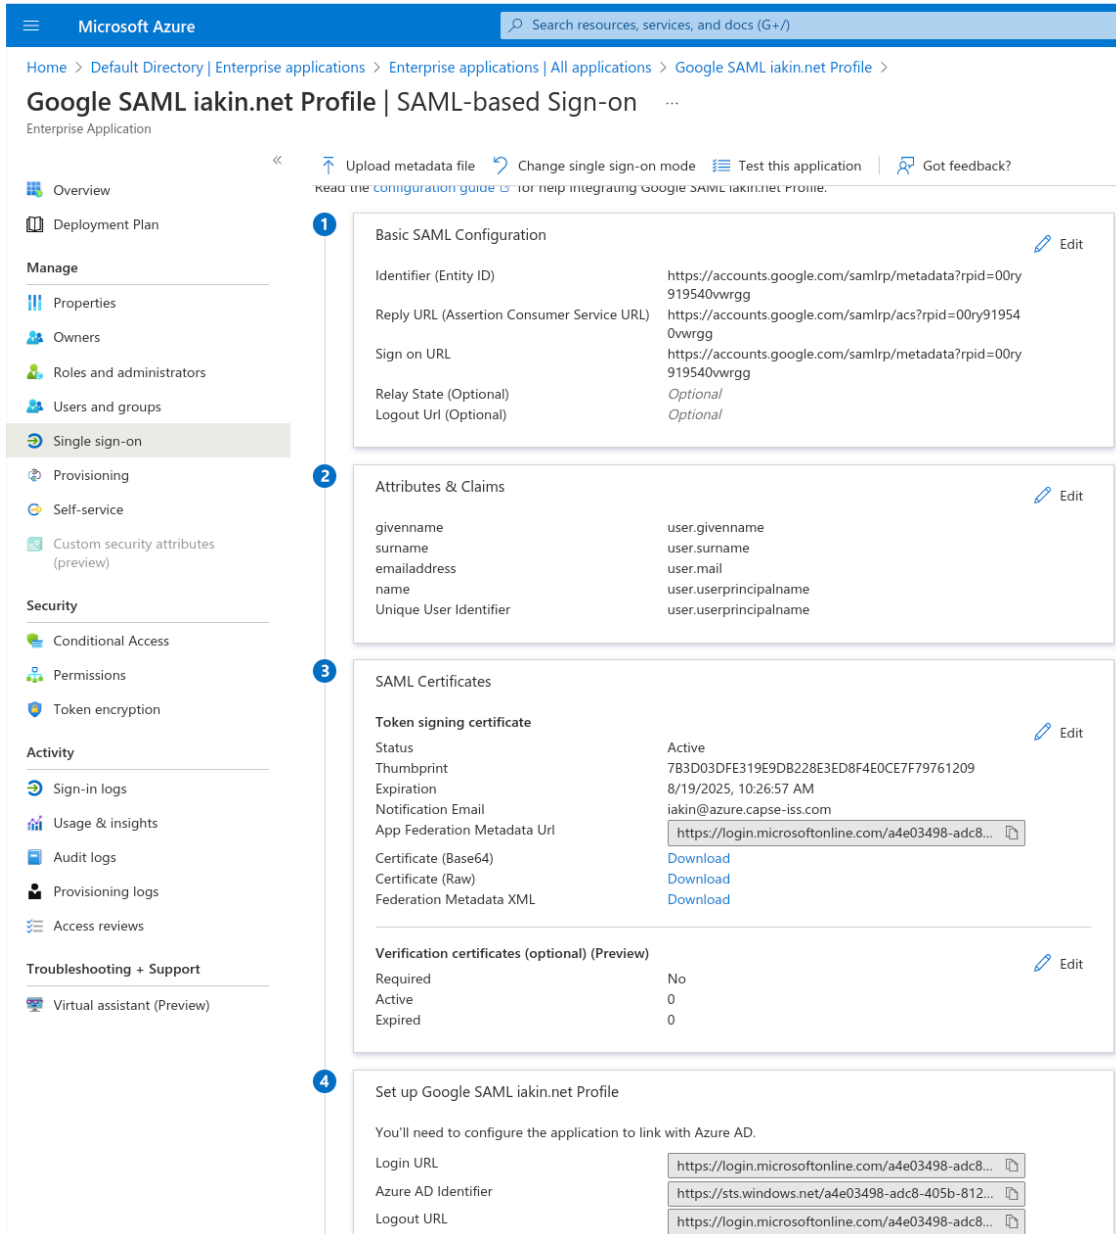 Microsoft Azure
Search resources, services, and docs (G+/)
Home > Default Directory | Enterprise applications > Enterprise applications | All applications > Google SAML iakin.net Profile >
Google SAML iakin.net Profile | SAML-based Sign-on ...
Enterprise Application
«
Overview
Deployment Plan
Manage
Properties
Owners
Roles and administrators
Users and groups
Single sign-on
Provisioning
Self-service
Custom security attributes
(preview)
Security
Conditional Access
Permissions
Token encryption
Activity
Sign-in logs
Usage & insights
Audit logs
Provisioning logs
Access reviews
Troubleshooting + Support
Virtual assistant (Preview)
Upload metadata file
Change single sign-on mode
Test this application
Got feedback?
Read the configuration guide for help integrating Google SAML iakin.net Profile.
1
Basic SAML Configuration
Edit
Identifier (Entity ID)
https://accounts.google.com/samlrp/metadata?rpid=00ry
919540vwrgg
Reply URL (Assertion Consumer Service URL)
https://accounts.google.com/samlrp/acs?rpid=00ry91954
0vwrgg
Sign on URL
https://accounts.google.com/samlrp/metadata?rpid=00ry
919540vwrgg
Relay State (Optional)
Optional
Logout Url (Optional)
Optional
2
Attributes & Claims
Edit
givenname
user.givenname
surname
user.surname
emailaddress
user.mail
name
user.userprincipalname
Unique User Identifier
user.userprincipalname
3
SAML Certificates
Token signing certificate
Edit
Status
Active
Thumbprint
7B3D03DFE319E9DB228E3ED8F4E0CE7F79761209
Expiration
8/19/2025, 10:26:57 AM
Notification Email
iakin@azure.capse-iss.com
App Federation Metadata Url
https://login.microsoftonline.com/a4e03498-adc8...
Certificate (Base64)
Download
Certificate (Raw)
Download
Federation Metadata XML
Download
Verification certificates (optional) (Preview)
Edit
Required
No
Active
0
Expired
0
4
Set up Google SAML iakin.net Profile
You'll need to configure the application to link with Azure AD.
Login URL
https://login.microsoftonline.com/a4e03498-adc8...
Azure AD Identifier
https://sts.windows.net/a4e03498-adc8-405b-812...
Logout URL
https://login.microsoftonline.com/a4e03498-adc8...